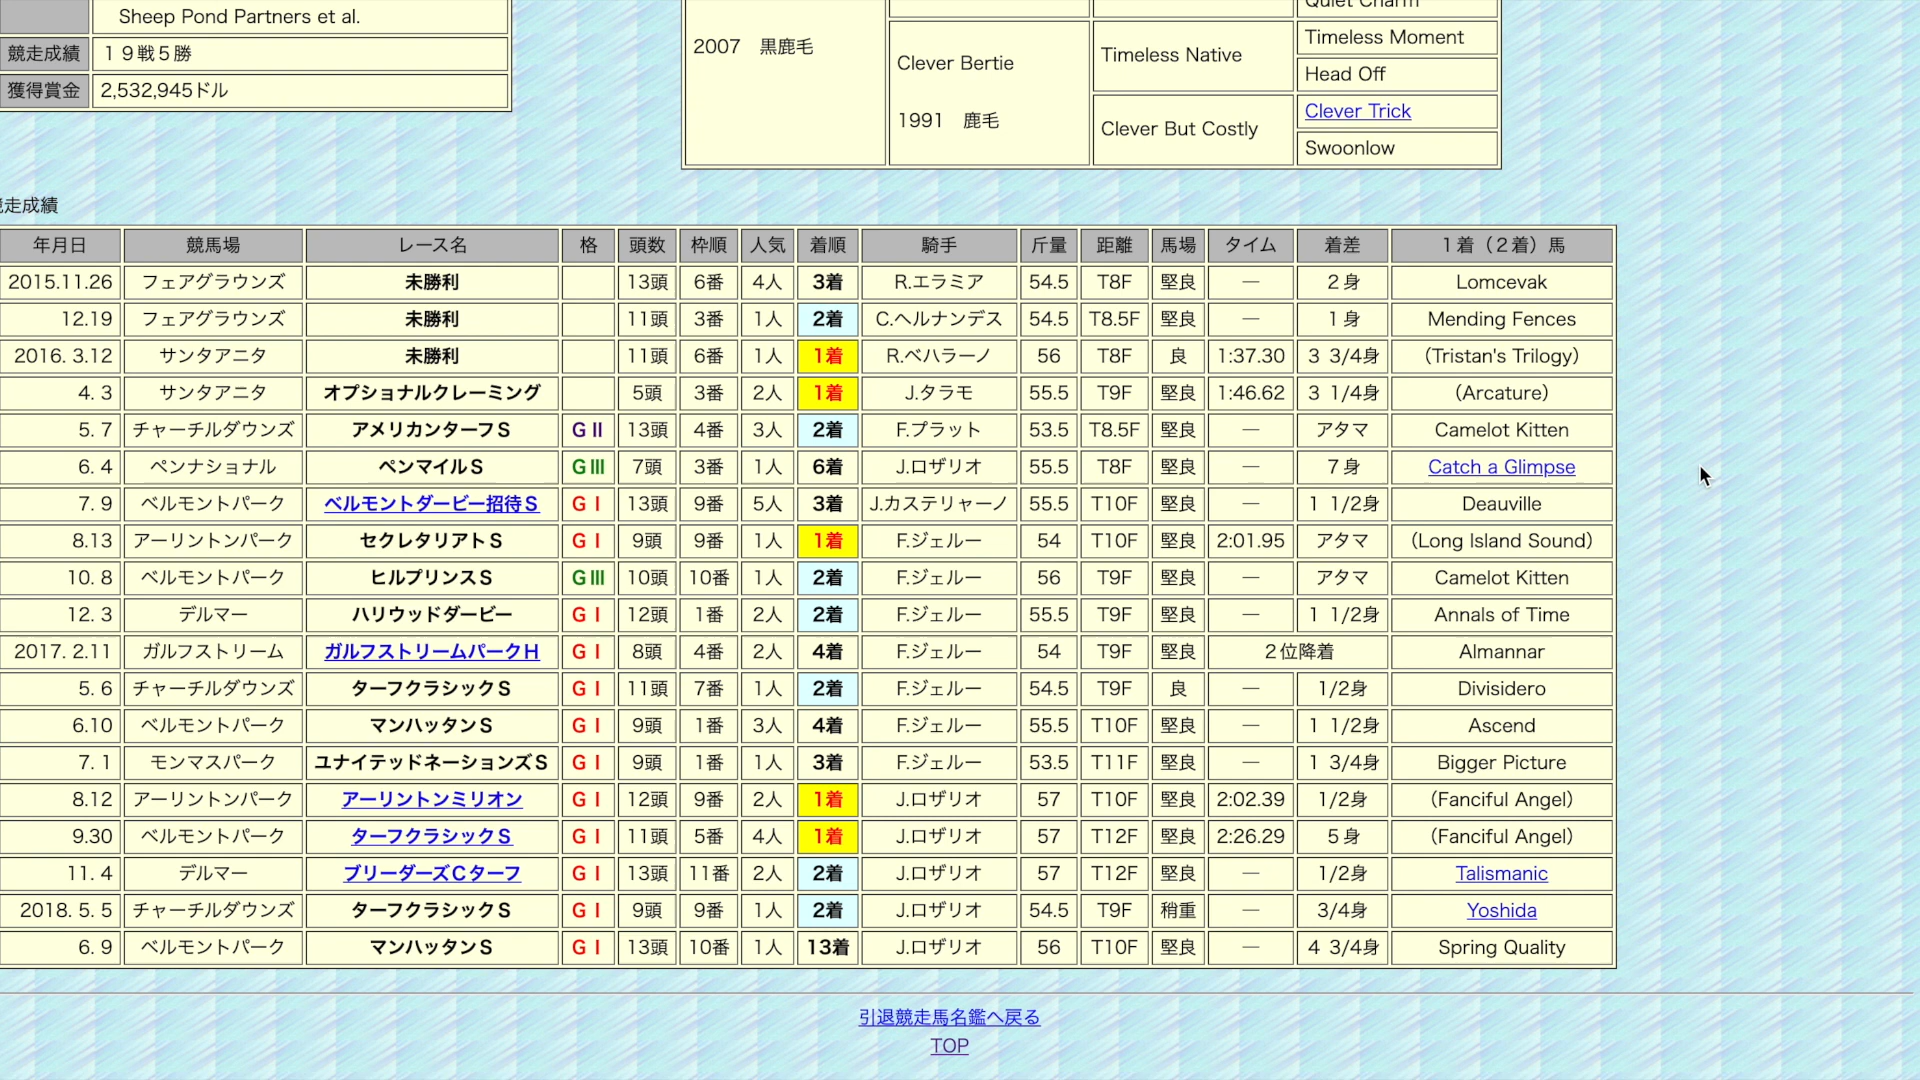 Sheep Pond Partners et al.
競走成績 １９戦５勝
獲得賞金 2,532,945ドル
2007　黒鹿毛
Clever Bertie
1991　鹿毛
Timeless Native
Clever But Costly
Quiet Charm
Timeless Moment
Head Off
Clever Trick
Swoonlow
走成績
年月日 競馬場 レース名 格 頭数 枠順 人気 着順 騎手 斤量 距離 馬場 タイム 着差 １着（２着）馬
2015.11.26 フェアグラウンズ 未勝利 13頭 6番 4人 3着 R.エラミア 54.5 T8F 堅良 ― ２身 Lomcevak
12.19 フェアグラウンズ 未勝利 11頭 3番 1人 2着 C.ヘルナンデス 54.5 T8.5F 堅良 ― １身 Mending Fences
2016. 3.12 サンタアニタ 未勝利 11頭 6番 1人 1着 R.ベハラーノ 56 T8F 良 1:37.30 3 3/4身 (Tristan's Trilogy)
4. 3 サンタアニタ オプショナルクレーミング 5頭 3番 2人 1着 J.タラモ 55.5 T9F 堅良 1:46.62 3 1/4身 (Arcature)
5. 7 チャーチルダウンズ アメリカンターフＳ GⅡ 13頭 4番 3人 2着 F.プラット 53.5 T8.5F 堅良 ― アタマ Camelot Kitten
6. 4 ペンナショナル ペンマイルＳ GⅢ 7頭 3番 1人 6着 J.ロザリオ 55.5 T8F 堅良 ― ７身 Catch a Glimpse
7. 9 ベルモントパーク ベルモントダービー招待Ｓ GⅠ 13頭 9番 5人 3着 J.カステリャーノ 55.5 T10F 堅良 ― 1 1/2身 Deauville
8.13 アーリントンパーク セクレタリアトＳ GⅠ 9頭 9番 1人 1着 F.ジェルー 54 T10F 堅良 2:01.95 アタマ (Long Island Sound)
10. 8 ベルモントパーク ヒルプリンスＳ GⅢ 10頭 10番 1人 2着 F.ジェルー 56 T9F 堅良 ― アタマ Camelot Kitten
12. 3 デルマー ハリウッドダービー GⅠ 12頭 1番 2人 2着 F.ジェルー 55.5 T9F 堅良 ― 1 1/2身 Annals of Time
2017. 2.11 ガルフストリーム ガルフストリームパークＨ GⅠ 8頭 4番 2人 4着 F.ジェルー 54 T9F 堅良 ２位降着 Almannar
5. 6 チャーチルダウンズ ターフクラシックＳ GⅠ 11頭 7番 1人 2着 F.ジェルー 54.5 T9F 良 ― 1/2身 Divisidero
6.10 ベルモントパーク マンハッタンＳ GⅠ 9頭 1番 3人 4着 F.ジェルー 55.5 T10F 堅良 ― 1 1/2身 Ascend
7. 1 モンマスパーク ユナイテッドネーションズＳ GⅠ 9頭 1番 1人 3着 F.ジェルー 53.5 T11F 堅良 ― 1 3/4身 Bigger Picture
8.12 アーリントンパーク アーリントンミリオン GⅠ 12頭 9番 2人 1着 J.ロザリオ 57 T10F 堅良 2:02.39 1/2身 (Fanciful Angel)
9.30 ベルモントパーク ターフクラシックＳ GⅠ 11頭 5番 4人 1着 J.ロザリオ 57 T12F 堅良 2:26.29 ５身 (Fanciful Angel)
11. 4 デルマー ブリーダーズＣターフ GⅠ 13頭 11番 2人 2着 J.ロザリオ 57 T12F 堅良 ― 1/2身 Talismanic
2018. 5. 5 チャーチルダウンズ ターフクラシックＳ GⅠ 9頭 9番 1人 2着 J.ロザリオ 54.5 T9F 稍重 ― 3/4身 Yoshida
6. 9 ベルモントパーク マンハッタンＳ GⅠ 13頭 10番 1人 13着 J.ロザリオ 56 T10F 堅良 ― 4 3/4身 Spring Quality
引退競走馬名鑑へ戻る
TOP